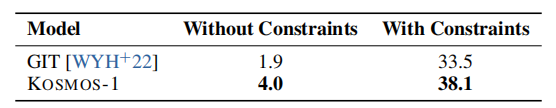 Model Without Constraints With Constraints
GIT [WYH+22] 1.9 33.5
KOSMOS-1 4.0 38.1